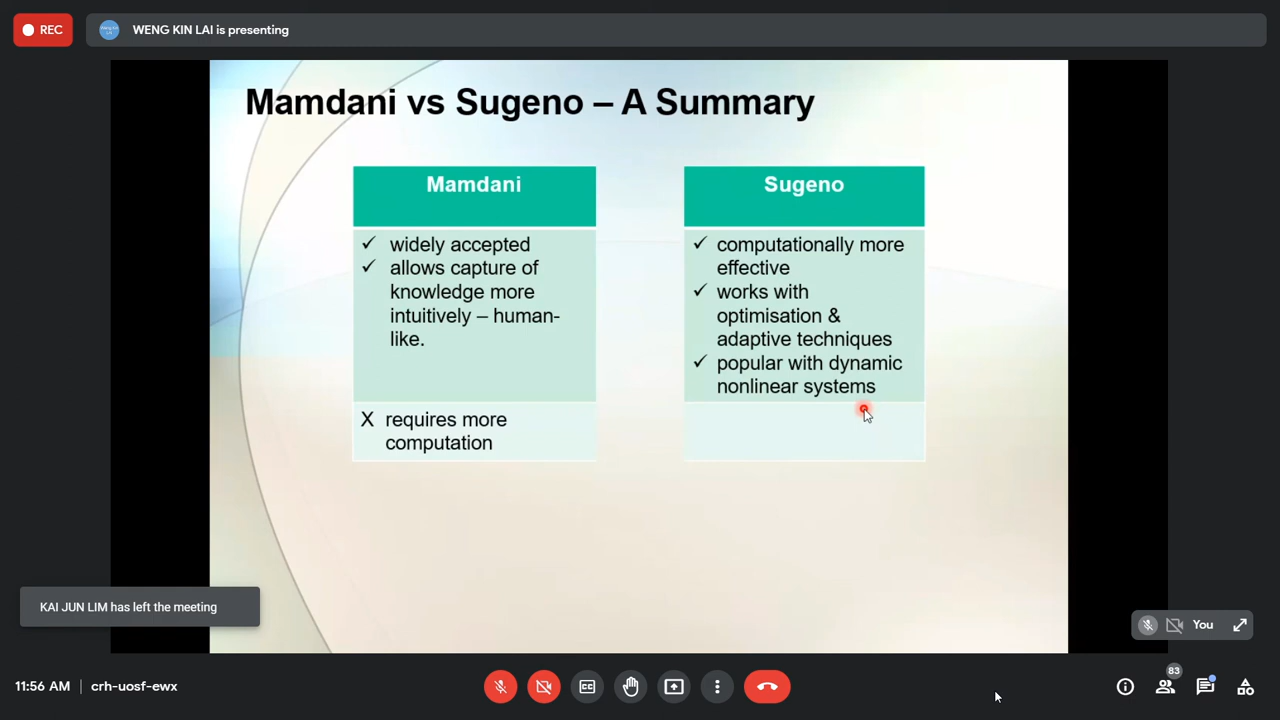 REC
WENG KIN LAI is presenting
Mamdani vs Sugeno – A Summary
Mamdani
✓ widely accepted
✓ allows capture of
knowledge more
intuitively – human-
like.
X requires more
computation
Sugeno
✓ computationally more
effective
✓ works with
optimisation &
adaptive techniques
✓ popular with dynamic
nonlinear systems
KAI JUN LIM has left the meeting
You
11:56 AM | crh-uosf-ewx
CC
83